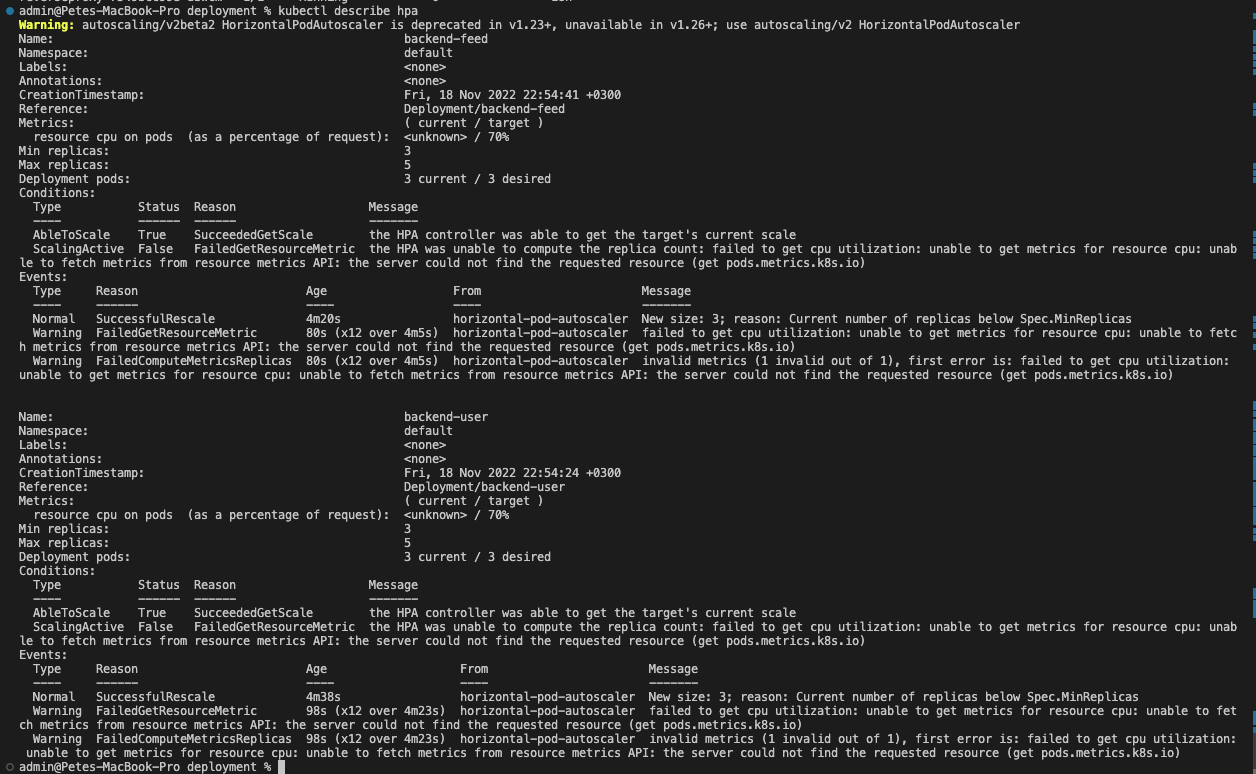 admin@Petes-MacBook-Pro deployment % kubectl describe hpa
Warning: autoscaling/v2beta2 HorizontalPodAutoscaler is deprecated in v1.23+, unavailable in v1.26+; use autoscaling/v2 HorizontalPodAutoscaler
Name: backend-feed
Namespace: default
Labels: <none>
Annotations: <none>
CreationTimestamp: Fri, 18 Nov 2022 22:54:41 +0300
Reference: Deployment/backend-feed
Metrics: ( current / target )
resource cpu on pods (as a percentage of request): <unknown> / 70%
Min replicas: 3
Max replicas: 5
Deployment pods: 3 current / 3 desired
Conditions:
Type Status Reason Message
---- ------ ------ -------
AbleToScale True SucceededGetScale the HPA controller was able to get the target's current scale
ScalingActive False FailedGetResourceMetric the HPA was unable to compute the replica count: failed to get cpu utilization: unable to get metrics for resource cpu: unab
le to fetch metrics from resource metrics API: the server could not find the requested resource (get pods.metrics.k8s.io)
Events:
Type Reason Age From Message
---- ------ ---- ---- -------
Normal SuccessfulRescale 4m20s horizontal-pod-autoscaler New size: 3; reason: Current number of replicas below Spec.MinReplicas
Warning FailedGetResourceMetric 80s (x12 over 4m5s) horizontal-pod-autoscaler failed to get cpu utilization: unable to get metrics for resource cpu: unable to fetc
h metrics from resource metrics API: the server could not find the requested resource (get pods.metrics.k8s.io)
Warning FailedComputeMetricsReplicas 80s (x12 over 4m5s) horizontal-pod-autoscaler invalid metrics (1 invalid out of 1), first error is: failed to get cpu utilization:
unable to get metrics for resource cpu: unable to fetch metrics from resource metrics API: the server could not find the requested resource (get pods.metrics.k8s.io)
Name: backend-user
Namespace: default
Labels: <none>
Annotations: <none>
CreationTimestamp: Fri, 18 Nov 2022 22:54:24 +0300
Reference: Deployment/backend-user
Metrics: ( current / target )
resource cpu on pods (as a percentage of request): <unknown> / 70%
Min replicas: 3
Max replicas: 5
Deployment pods: 3 current / 3 desired
Conditions:
Type Status Reason Message
---- ------ ------ -------
AbleToScale True SucceededGetScale the HPA controller was able to get the target's current scale
ScalingActive False FailedGetResourceMetric the HPA was unable to compute the replica count: failed to get cpu utilization: unable to get metrics for resource cpu: unab
le to fetch metrics from resource metrics API: the server could not find the requested resource (get pods.metrics.k8s.io)
Events:
Type Reason Age From Message
---- ------ ---- ---- -------
Normal SuccessfulRescale 4m38s horizontal-pod-autoscaler New size: 3; reason: Current number of replicas below Spec.MinReplicas
Warning FailedGetResourceMetric 98s (x12 over 4m23s) horizontal-pod-autoscaler failed to get cpu utilization: unable to get metrics for resource cpu: unable to fet
ch metrics from resource metrics API: the server could not find the requested resource (get pods.metrics.k8s.io)
Warning FailedComputeMetricsReplicas 98s (x12 over 4m23s) horizontal-pod-autoscaler invalid metrics (1 invalid out of 1), first error is: failed to get cpu utilization:
unable to get metrics for resource cpu: unable to fetch metrics from resource metrics API: the server could not find the requested resource (get pods.metrics.k8s.io)
admin@Petes-MacBook-Pro deployment %